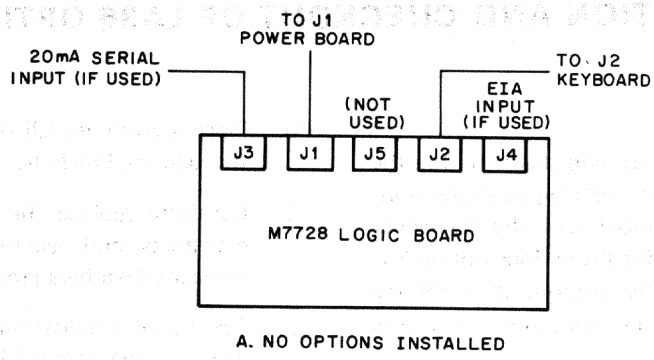 TO J1
POWER BOARD
20mA SERIAL
INPUT (IF USED)
TO J2
KEYBOARD
(NOT
USED)
EIA
INPUT
(IF USED)
J3 J1 J5 J2 J4
M7728 LOGIC BOARD
A. NO OPTIONS INSTALLED